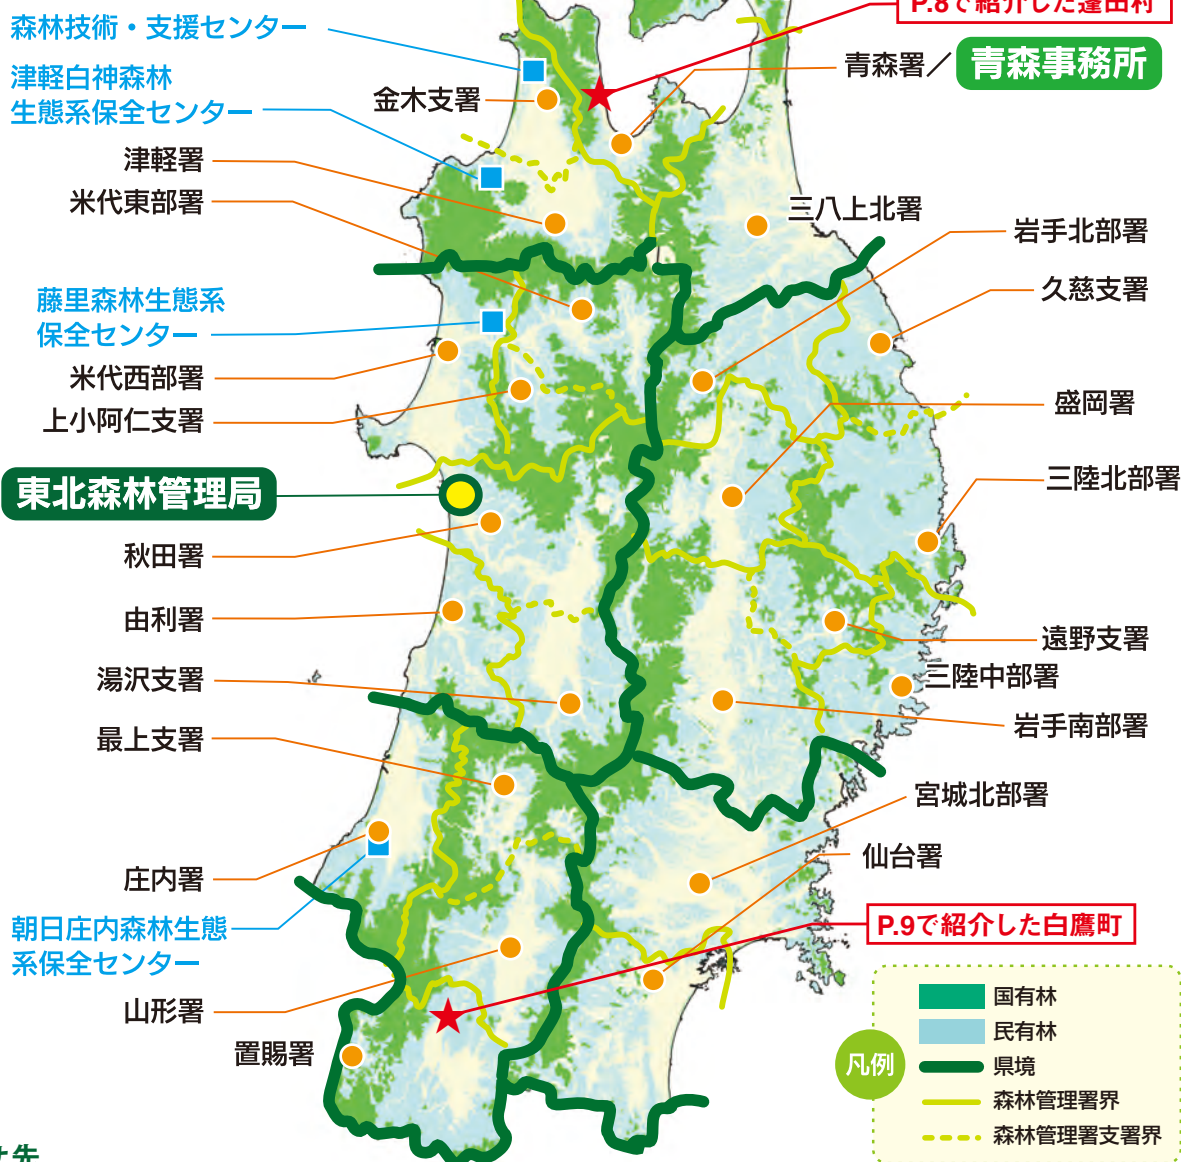 P.8で紹介した蓬田村
森林技術・支援センター
津軽白神森林
生態系保全センター
金木支署
青森署／
青森事務所
津軽署
米代東部署
三八上北署
岩手北部署
久慈支署
藤里森林生態系
保全センター
米代西部署
上小阿仁支署
盛岡署
東北森林管理局
三陸北部署
秋田署
由利署
遠野支署
湯沢支署
三陸中部署
最上支署
岩手南部署
宮城北部署
庄内署
仙台署
朝日庄内森林生態
系保全センター
P.9で紹介した白鷹町
山形署
置賜署
凡例
国有林
民有林
県境
森林管理署界
森林管理署支署界